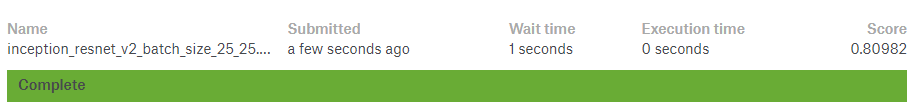 Name Submitted Wait time Execution time Score
inception_resnet_v2_batch_size_25_25.... a few seconds ago 1 seconds 0 seconds 0.80982
Complete